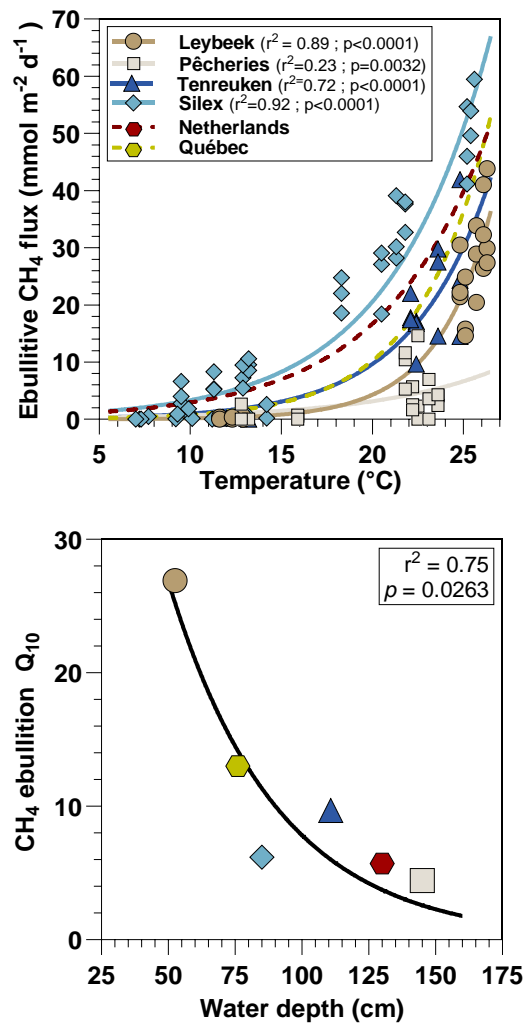 70
60
50
40
30
20
10
0
Ebullitive CH4 flux (mmol m-2 d-1)
Leybeek (r2 = 0.89 ; p<0.0001)
Pêcheries (r2=0.23 ; p=0.0032)
Tenreuken (r2=0.72 ; p<0.0001)
Silex (r2=0.92 ; p<0.0001)
Netherlands
Québec
5 10 15 20 25
Temperature (°C)
30
20
10
0
CH4 ebullition Q10
r2 = 0.75
p = 0.0263
25 50 75 100 125 150 175
Water depth (cm)